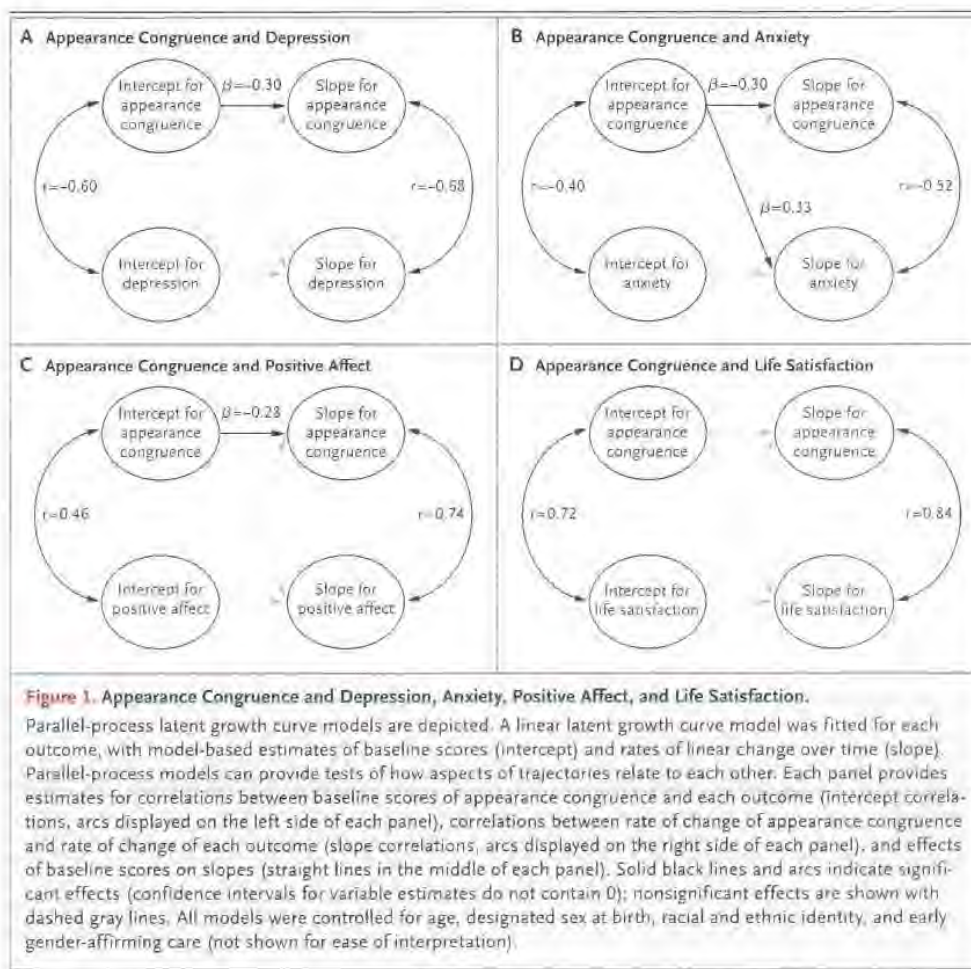 A Appearance Congruence and Depression
Intercept for
appearance
congruence
β=−0.30
Slope for
appearance
congruence
r=−0.60
r=−0.68
Intercept for
depression
Slope for
depression
B Appearance Congruence and Anxiety
Intercept for
appearance
congruence
β=−0.30
Slope for
appearance
congruence
r=−0.40
r=−0.52
β=0.33
Intercept for
anxiety
Slope for
anxiety
C Appearance Congruence and Positive Affect
Intercept for
appearance
congruence
β=−0.28
Slope for
appearance
congruence
r=0.46
r=0.74
Intercept for
positive affect
Slope for
positive affect
D Appearance Congruence and Life Satisfaction
Intercept for
appearance
congruence
Slope for
appearance
congruence
r=0.72
r=0.84
Intercept for
life satisfaction
Slope for
life satisfaction
Figure 1. Appearance Congruence and Depression, Anxiety, Positive Affect, and Life Satisfaction.
Parallel-process latent growth curve models are depicted. A linear latent growth curve model was fitted for each
outcome, with model-based estimates of baseline scores (intercept) and rates of linear change over time (slope).
Parallel-process models can provide tests of how aspects of trajectories relate to each other. Each panel provides
estimates for correlations between baseline scores of appearance congruence and each outcome (intercept correla-
tions, arcs displayed on the left side of each panel), correlations between rate of change of appearance congruence
and rate of change of each outcome (slope correlations, arcs displayed on the right side of each panel), and effects
of baseline scores on slopes (straight lines in the middle of each panel). Solid black lines and arcs indicate signifi-
cant effects (confidence intervals for variable estimates do not contain 0); nonsignificant effects are shown with
dashed gray lines. All models were controlled for age, designated sex at birth, racial and ethnic identity, and early
gender-affirming care (not shown for ease of interpretation).